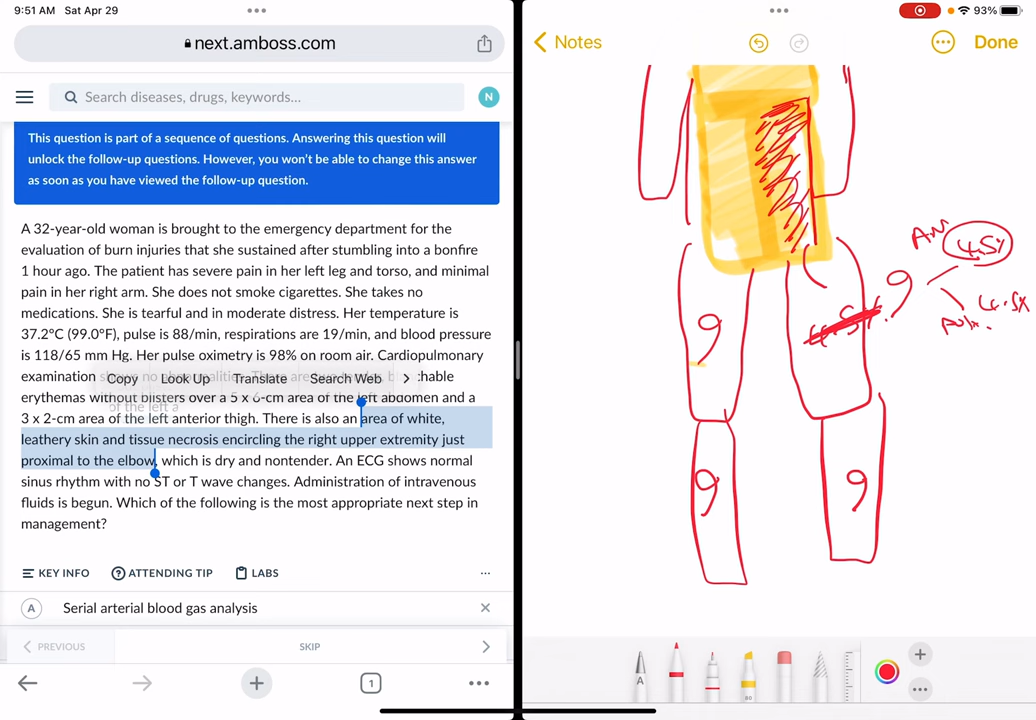 9:51 AM Sat Apr 29
93%
next.amboss.com
Notes
Done
Search diseases, drugs, keywords...
N
This question is part of a sequence of questions. Answering this question will
unlock the follow-up questions. However, you won't be able to change this answer
as soon as you have viewed the follow-up question.
A 32-year-old woman is brought to the emergency department for the
evaluation of burn injuries that she sustained after stumbling into a bonfire
1 hour ago. The patient has severe pain in her left leg and torso, and minimal
pain in her right arm. She does not smoke cigarettes. She takes no
medications. She is tearful and in moderate distress. Her temperature is
37.2°C (99.0°F), pulse is 88/min, respirations are 19/min, and blood pressure
is 118/65 mm Hg. Her pulse oximetry is 98% on room air. Cardiopulmonary
examination shows no abnormalities. There are two tender, b chable
Copy Look Up Translate Search Web
erythemas without blisters over a 5 x 6-cm area of the left abdomen and a
of the left a
3 x 2-cm area of the left anterior thigh. There is also an area of white,
leathery skin and tissue necrosis encircling the right upper extremity just
proximal to the elbow, which is dry and nontender. An ECG shows normal
sinus rhythm with no ST or T wave changes. Administration of intravenous
fluids is begun. Which of the following is the most appropriate next step in
management?
KEY INFO ATTENDING TIP LABS
A Serial arterial blood gas analysis
PREVIOUS SKIP
1
4.5%
9
9
9
9
A
80